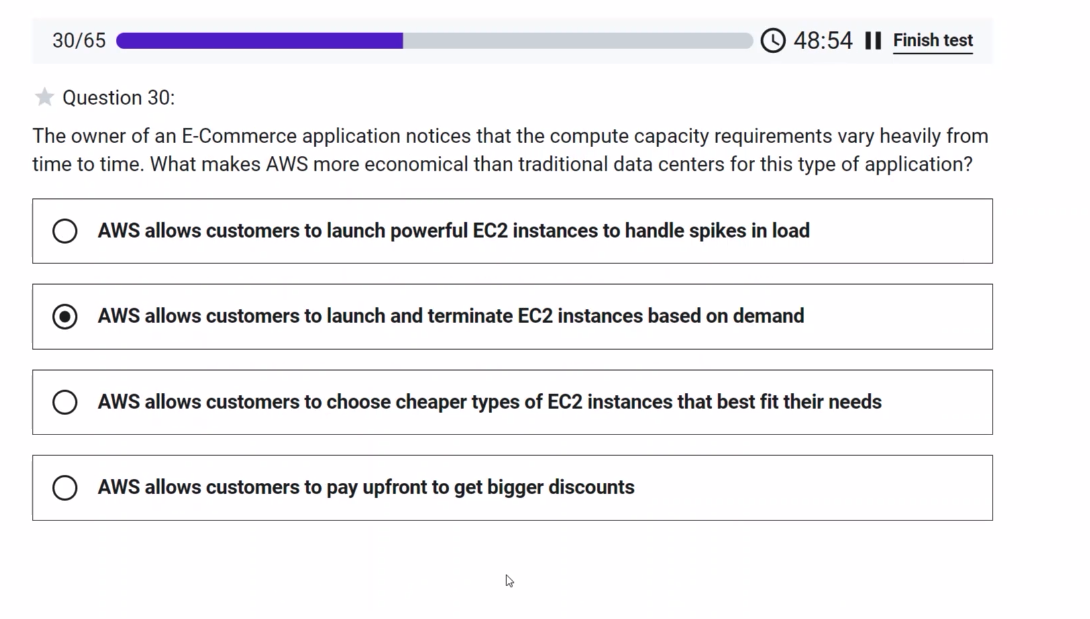 30/65
48:54
Finish test
Question 30:
The owner of an E-Commerce application notices that the compute capacity requirements vary heavily from
time to time. What makes AWS more economical than traditional data centers for this type of application?
AWS allows customers to launch powerful EC2 instances to handle spikes in load
AWS allows customers to launch and terminate EC2 instances based on demand
AWS allows customers to choose cheaper types of EC2 instances that best fit their needs
AWS allows customers to pay upfront to get bigger discounts